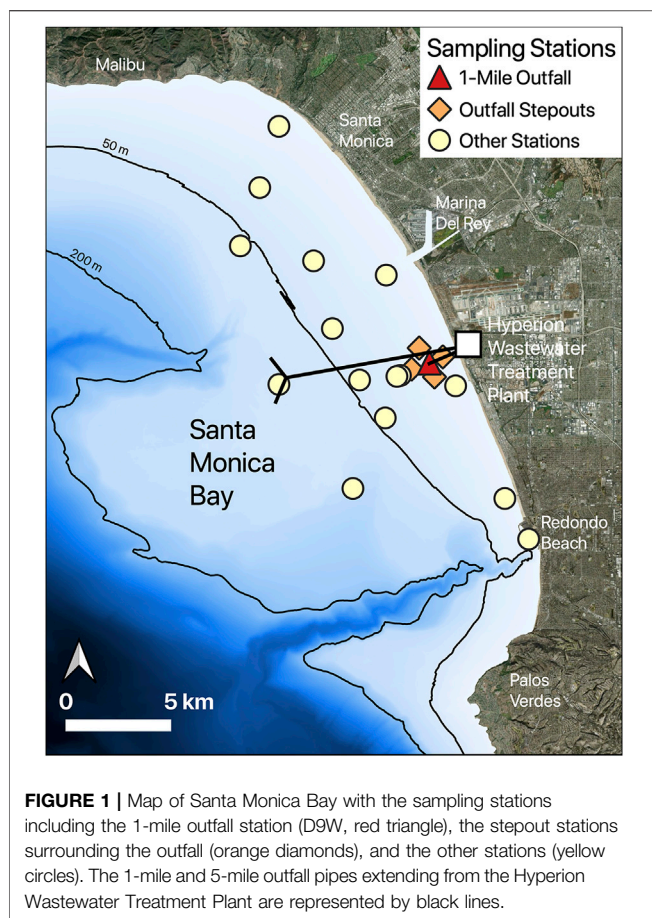 Malibu
Sampling Stations
1-Mile Outfall
Outfall Stepouts
Other Stations
Santa
Monica
50 m
Marina
Del Rey
200 m
Hyperion
Wastewater
Treatment
Plant
Santa
Monica
Bay
Redondo
Beach
Palos
Verdes
0 5 km
FIGURE 1 | Map of Santa Monica Bay with the sampling stations
including the 1-mile outfall station (D9W, red triangle), the stepout stations
surrounding the outfall (orange diamonds), and the other stations (yellow
circles). The 1-mile and 5-mile outfall pipes extending from the Hyperion
Wastewater Treatment Plant are represented by black lines.